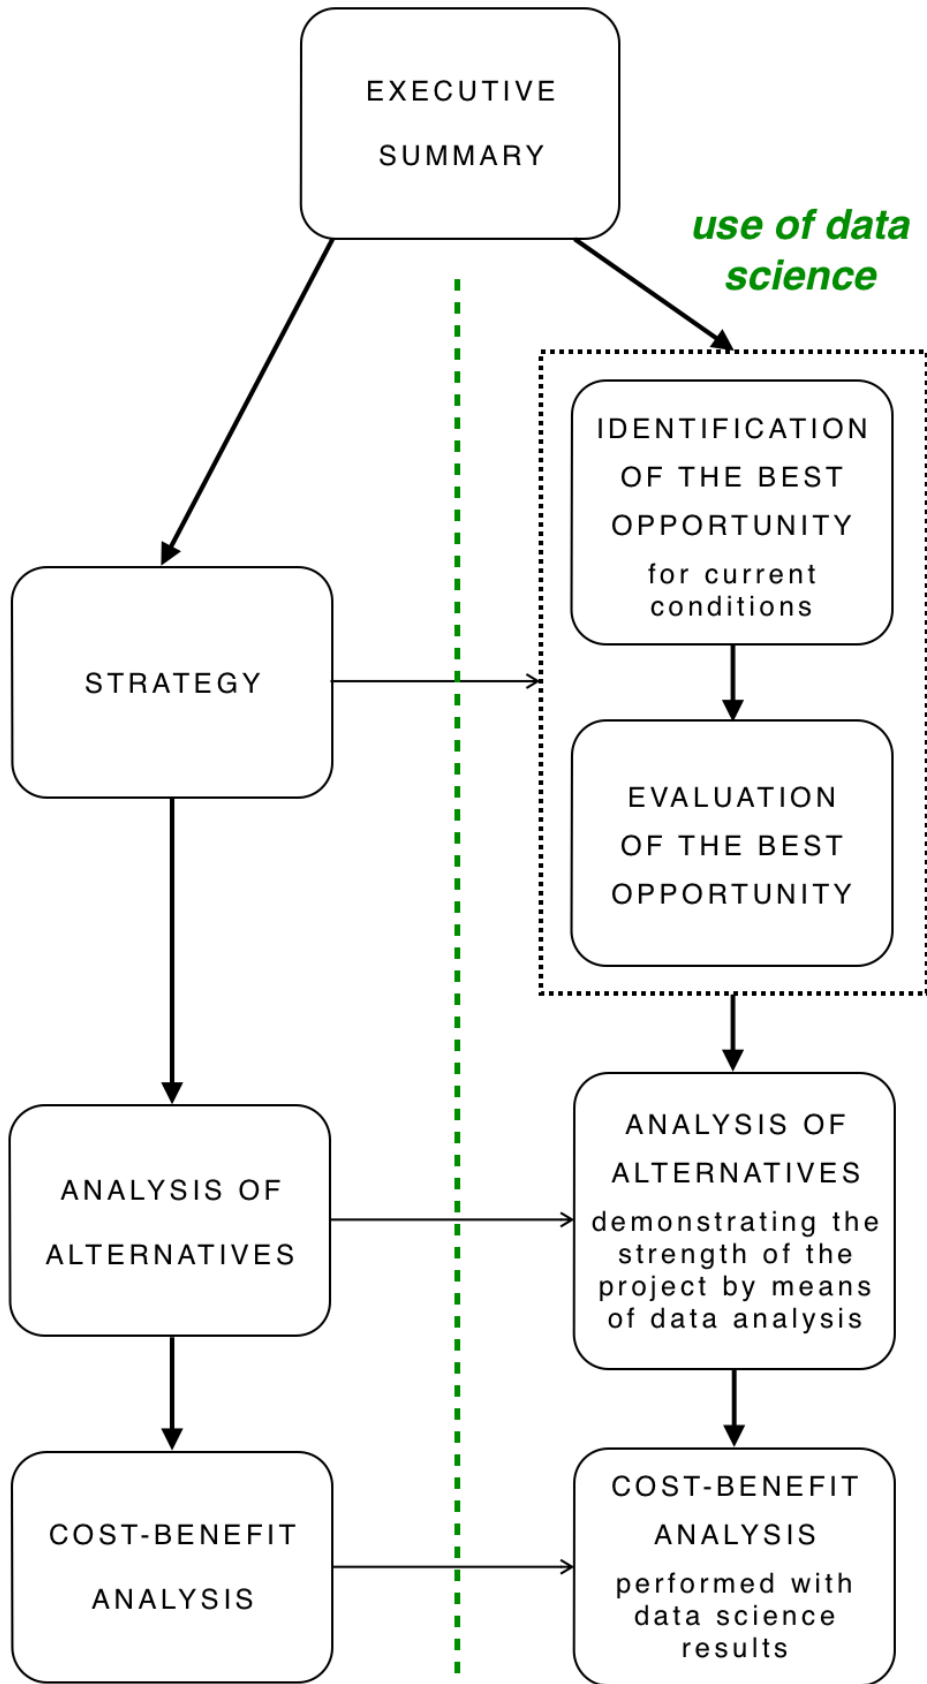 EXECUTIVE
SUMMARY
use of data
science
IDENTIFICATION
OF THE BEST
OPPORTUNITY
for current
conditions
STRATEGY
EVALUATION
OF THE BEST
OPPORTUNITY
ANALYSIS OF
ALTERNATIVES
ANALYSIS OF
ALTERNATIVES
demonstrating the
strength of the
project by means
of data analysis
COST-BENEFIT
ANALYSIS
COST-BENEFIT
ANALYSIS
performed with
data science
results